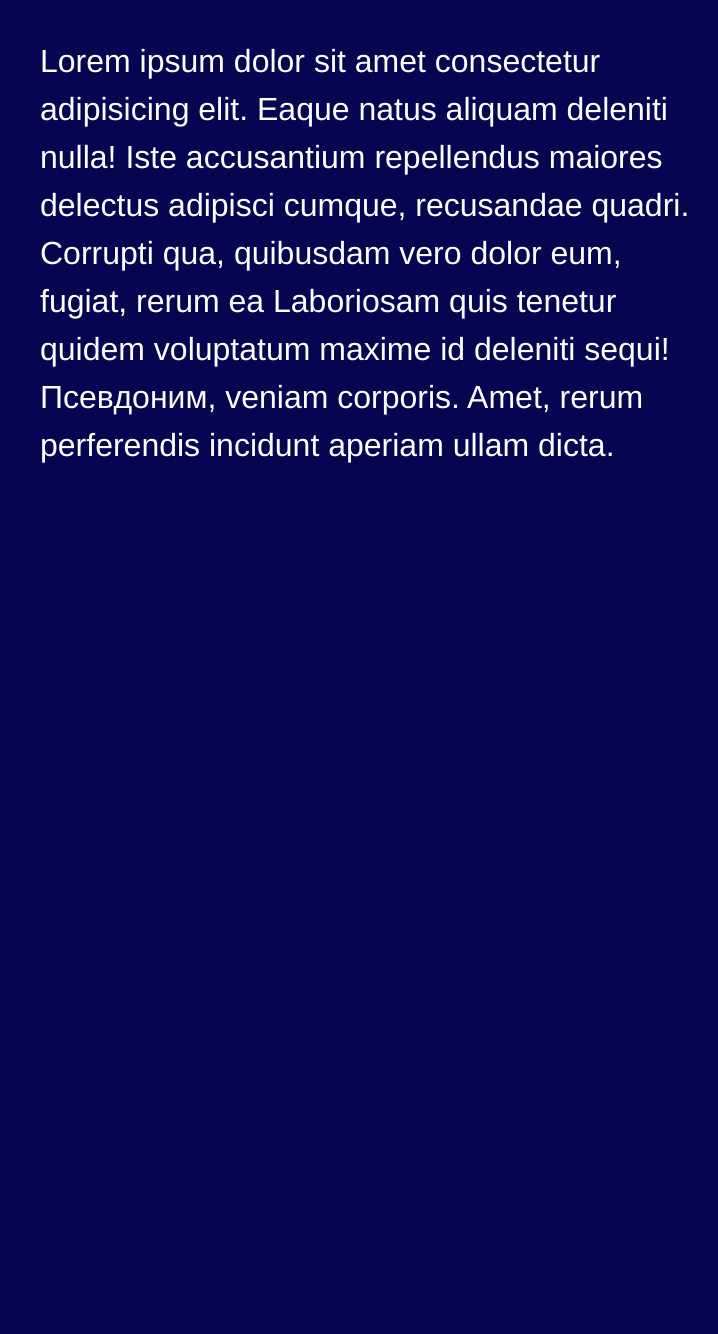 Lorem ipsum dolor sit amet consectetur
adipisicing elit. Eaque natus aliquam deleniti
nulla! Iste accusantium repellendus maiores
delectus adipisci cumque, recusandae quadri.
Corrupti qua, quibusdam vero dolor eum,
fugiat, rerum ea Laboriosam quis tenetur
quidem voluptatum maxime id deleniti sequi!
Псевдоним, veniam corporis. Amet, rerum
perferendis incidunt aperiam ullam dicta.